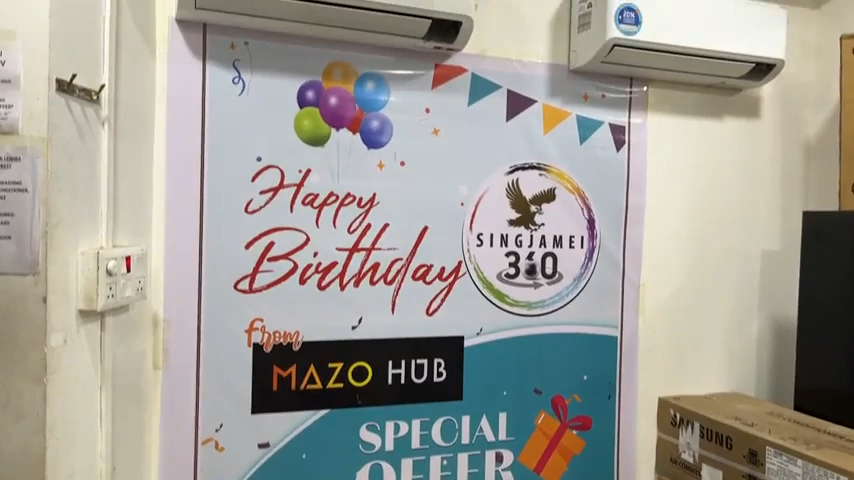 Happy
Birthday
SINGJAMEI
360
from
MAZO HUB
SPECIAL
OFFER
SAMSUNG